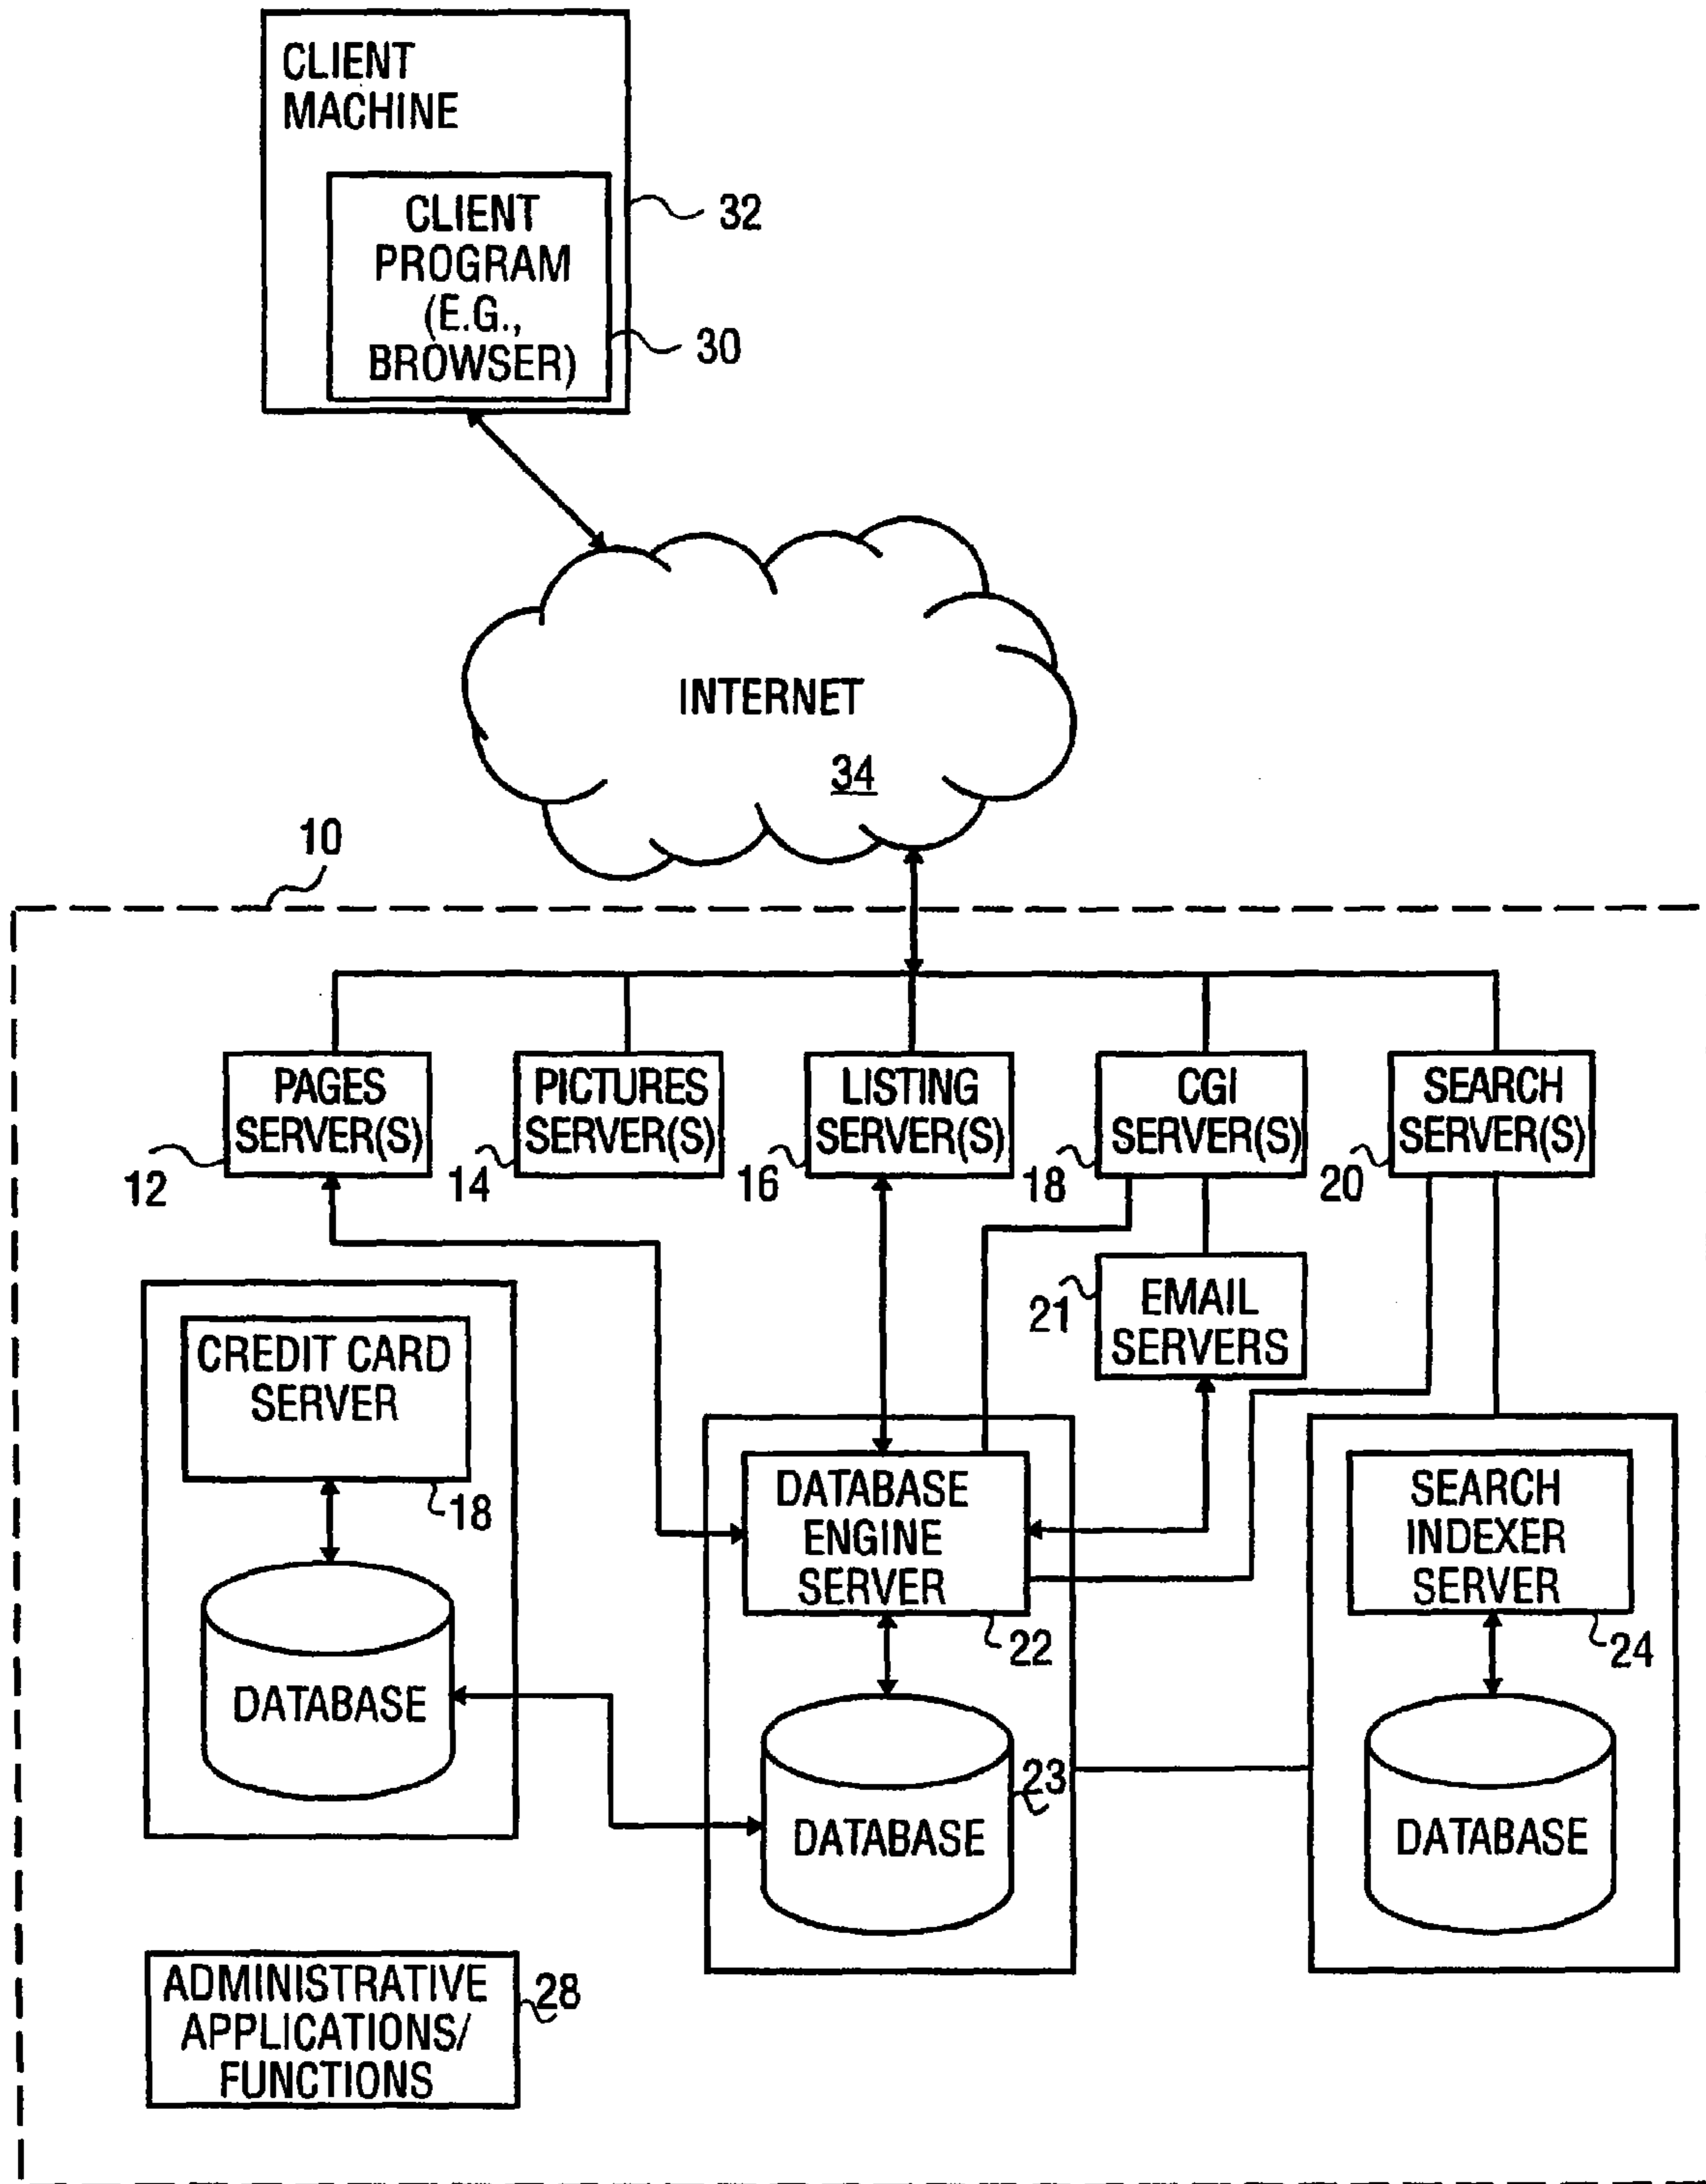 CLIENT
MACHINE
CLIENT
PROGRAM
(E.G.,
BROWSER)
32
30
INTERNET
34
10
PAGES
SERVER(S)
12
PICTURES
SERVER(S)
14
LISTING
SERVER(S)
16
CGI
SERVER(S)
18
SEARCH
SERVER(S)
20
EMAIL
SERVERS
21
CREDIT CARD
SERVER
18
DATABASE
DATABASE
ENGINE
SERVER
22
DATABASE
23
SEARCH
INDEXER
SERVER
24
DATABASE
ADMINISTRATIVE
APPLICATIONS/
FUNCTIONS
28